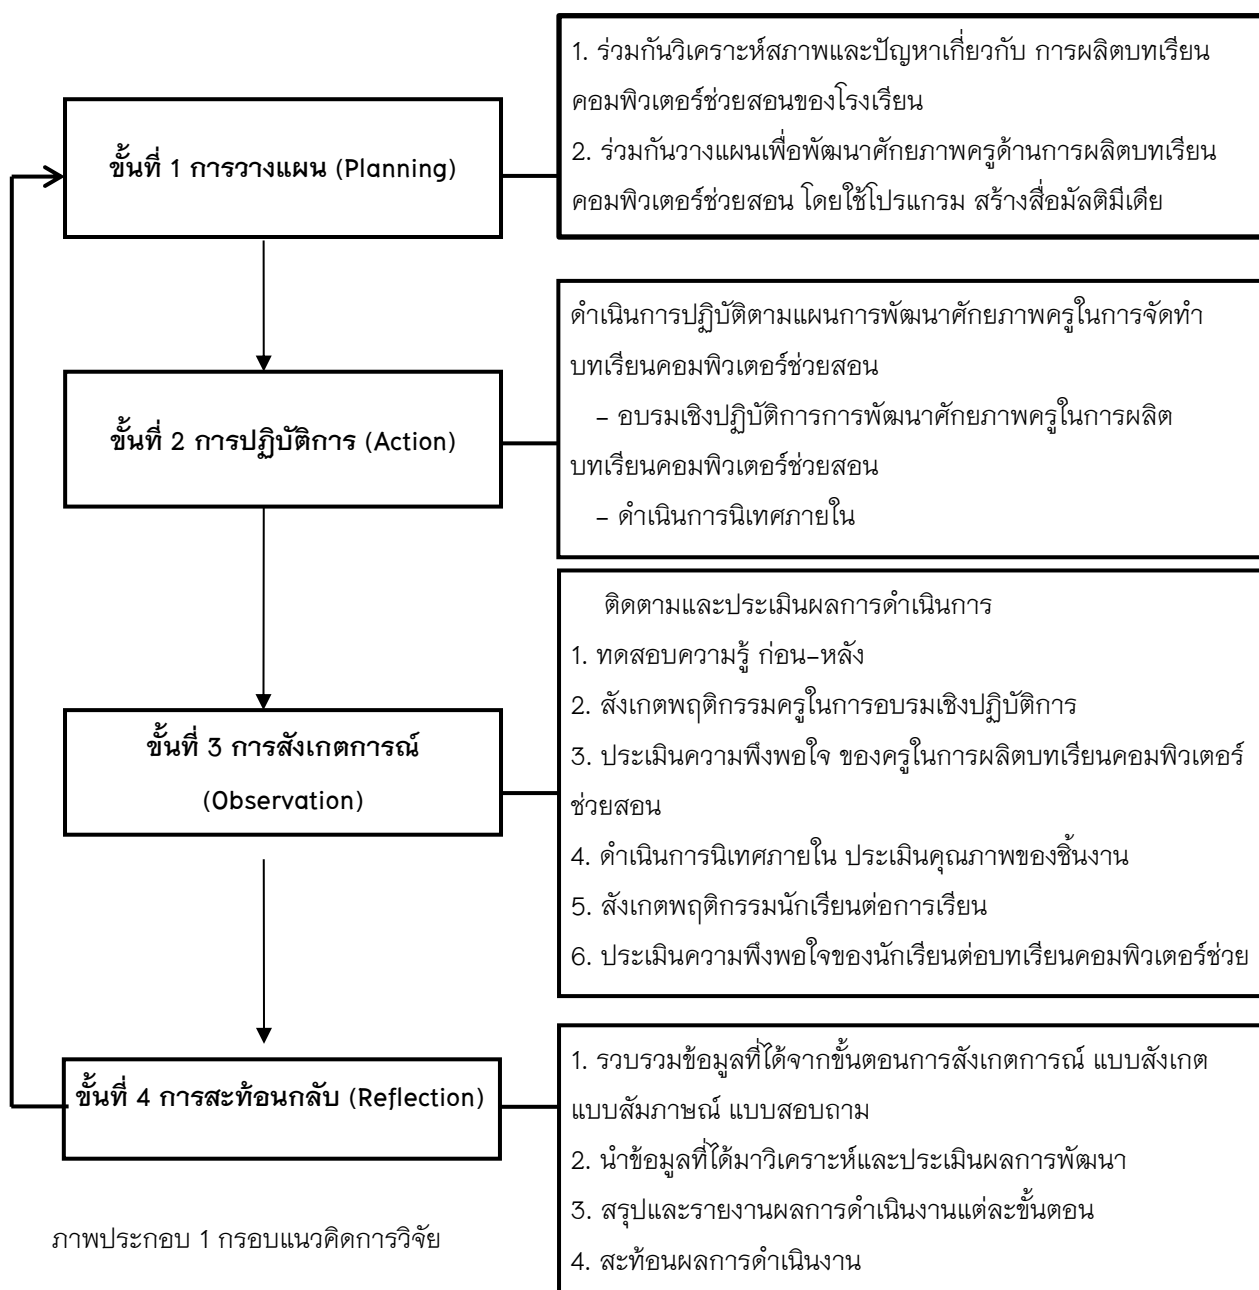 ขั้นที่ 1 การวางแผน (Planning)
1. ร่วมกันวิเคราะห์สภาพและปัญหาเกี่ยวกับ การผลิตบทเรียน
คอมพิวเตอร์ช่วยสอนของโรงเรียน
2. ร่วมกันวางแผนเพื่อพัฒนาศักยภาพครูด้านการผลิตบทเรียน
คอมพิวเตอร์ช่วยสอน โดยใช้โปรแกรม สร้างสื่อมัลติมีเดีย
ขั้นที่ 2 การปฏิบัติการ (Action)
ดำเนินการปฏิบัติตามแผนการพัฒนาศักยภาพครูในการจัดทำ
บทเรียนคอมพิวเตอร์ช่วยสอน
- อบรมเชิงปฏิบัติการการพัฒนาศักยภาพครูในการผลิต
บทเรียนคอมพิวเตอร์ช่วยสอน
- ดำเนินการนิเทศภายใน
ขั้นที่ 3 การสังเกตการณ์
(Observation)
ติดตามและประเมินผลการดำเนินการ
1. ทดสอบความรู้ ก่อน-หลัง
2. สังเกตพฤติกรรมครูในการอบรมเชิงปฏิบัติการ
3. ประเมินความพึงพอใจ ของครูในการผลิตบทเรียนคอมพิวเตอร์
ช่วยสอน
4. ดำเนินการนิเทศภายใน ประเมินคุณภาพของชิ้นงาน
5. สังเกตพฤติกรรมนักเรียนต่อการเรียน
6. ประเมินความพึงพอใจของนักเรียนต่อบทเรียนคอมพิวเตอร์ช่วย
ขั้นที่ 4 การสะท้อนกลับ (Reflection)
1. รวบรวมข้อมูลที่ได้จากขั้นตอนการสังเกตการณ์ แบบสังเกต
แบบสัมภาษณ์ แบบสอบถาม
2. นำข้อมูลที่ได้มาวิเคราะห์และประเมินผลการพัฒนา
3. สรุปและรายงานผลการดำเนินงานแต่ละขั้นตอน
4. สะท้อนผลการดำเนินงาน
ภาพประกอบ 1 กรอบแนวคิดการวิจัย